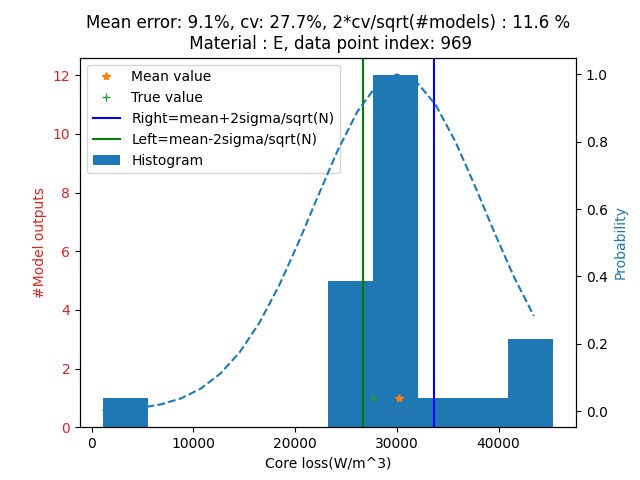 Mean error: 9.1%, cv: 27.7%, 2*cv/sqrt(#models) : 11.6 %
Material : E, data point index: 969
Mean value
True value
Right=mean+2sigma/sqrt(N)
Left=mean-2sigma/sqrt(N)
Histogram
12
10
8
6
4
2
0
#Model outputs
1.0
0.8
0.6
0.4
0.2
0.0
Probability
0
10000
20000
30000
40000
Core loss(W/m^3)